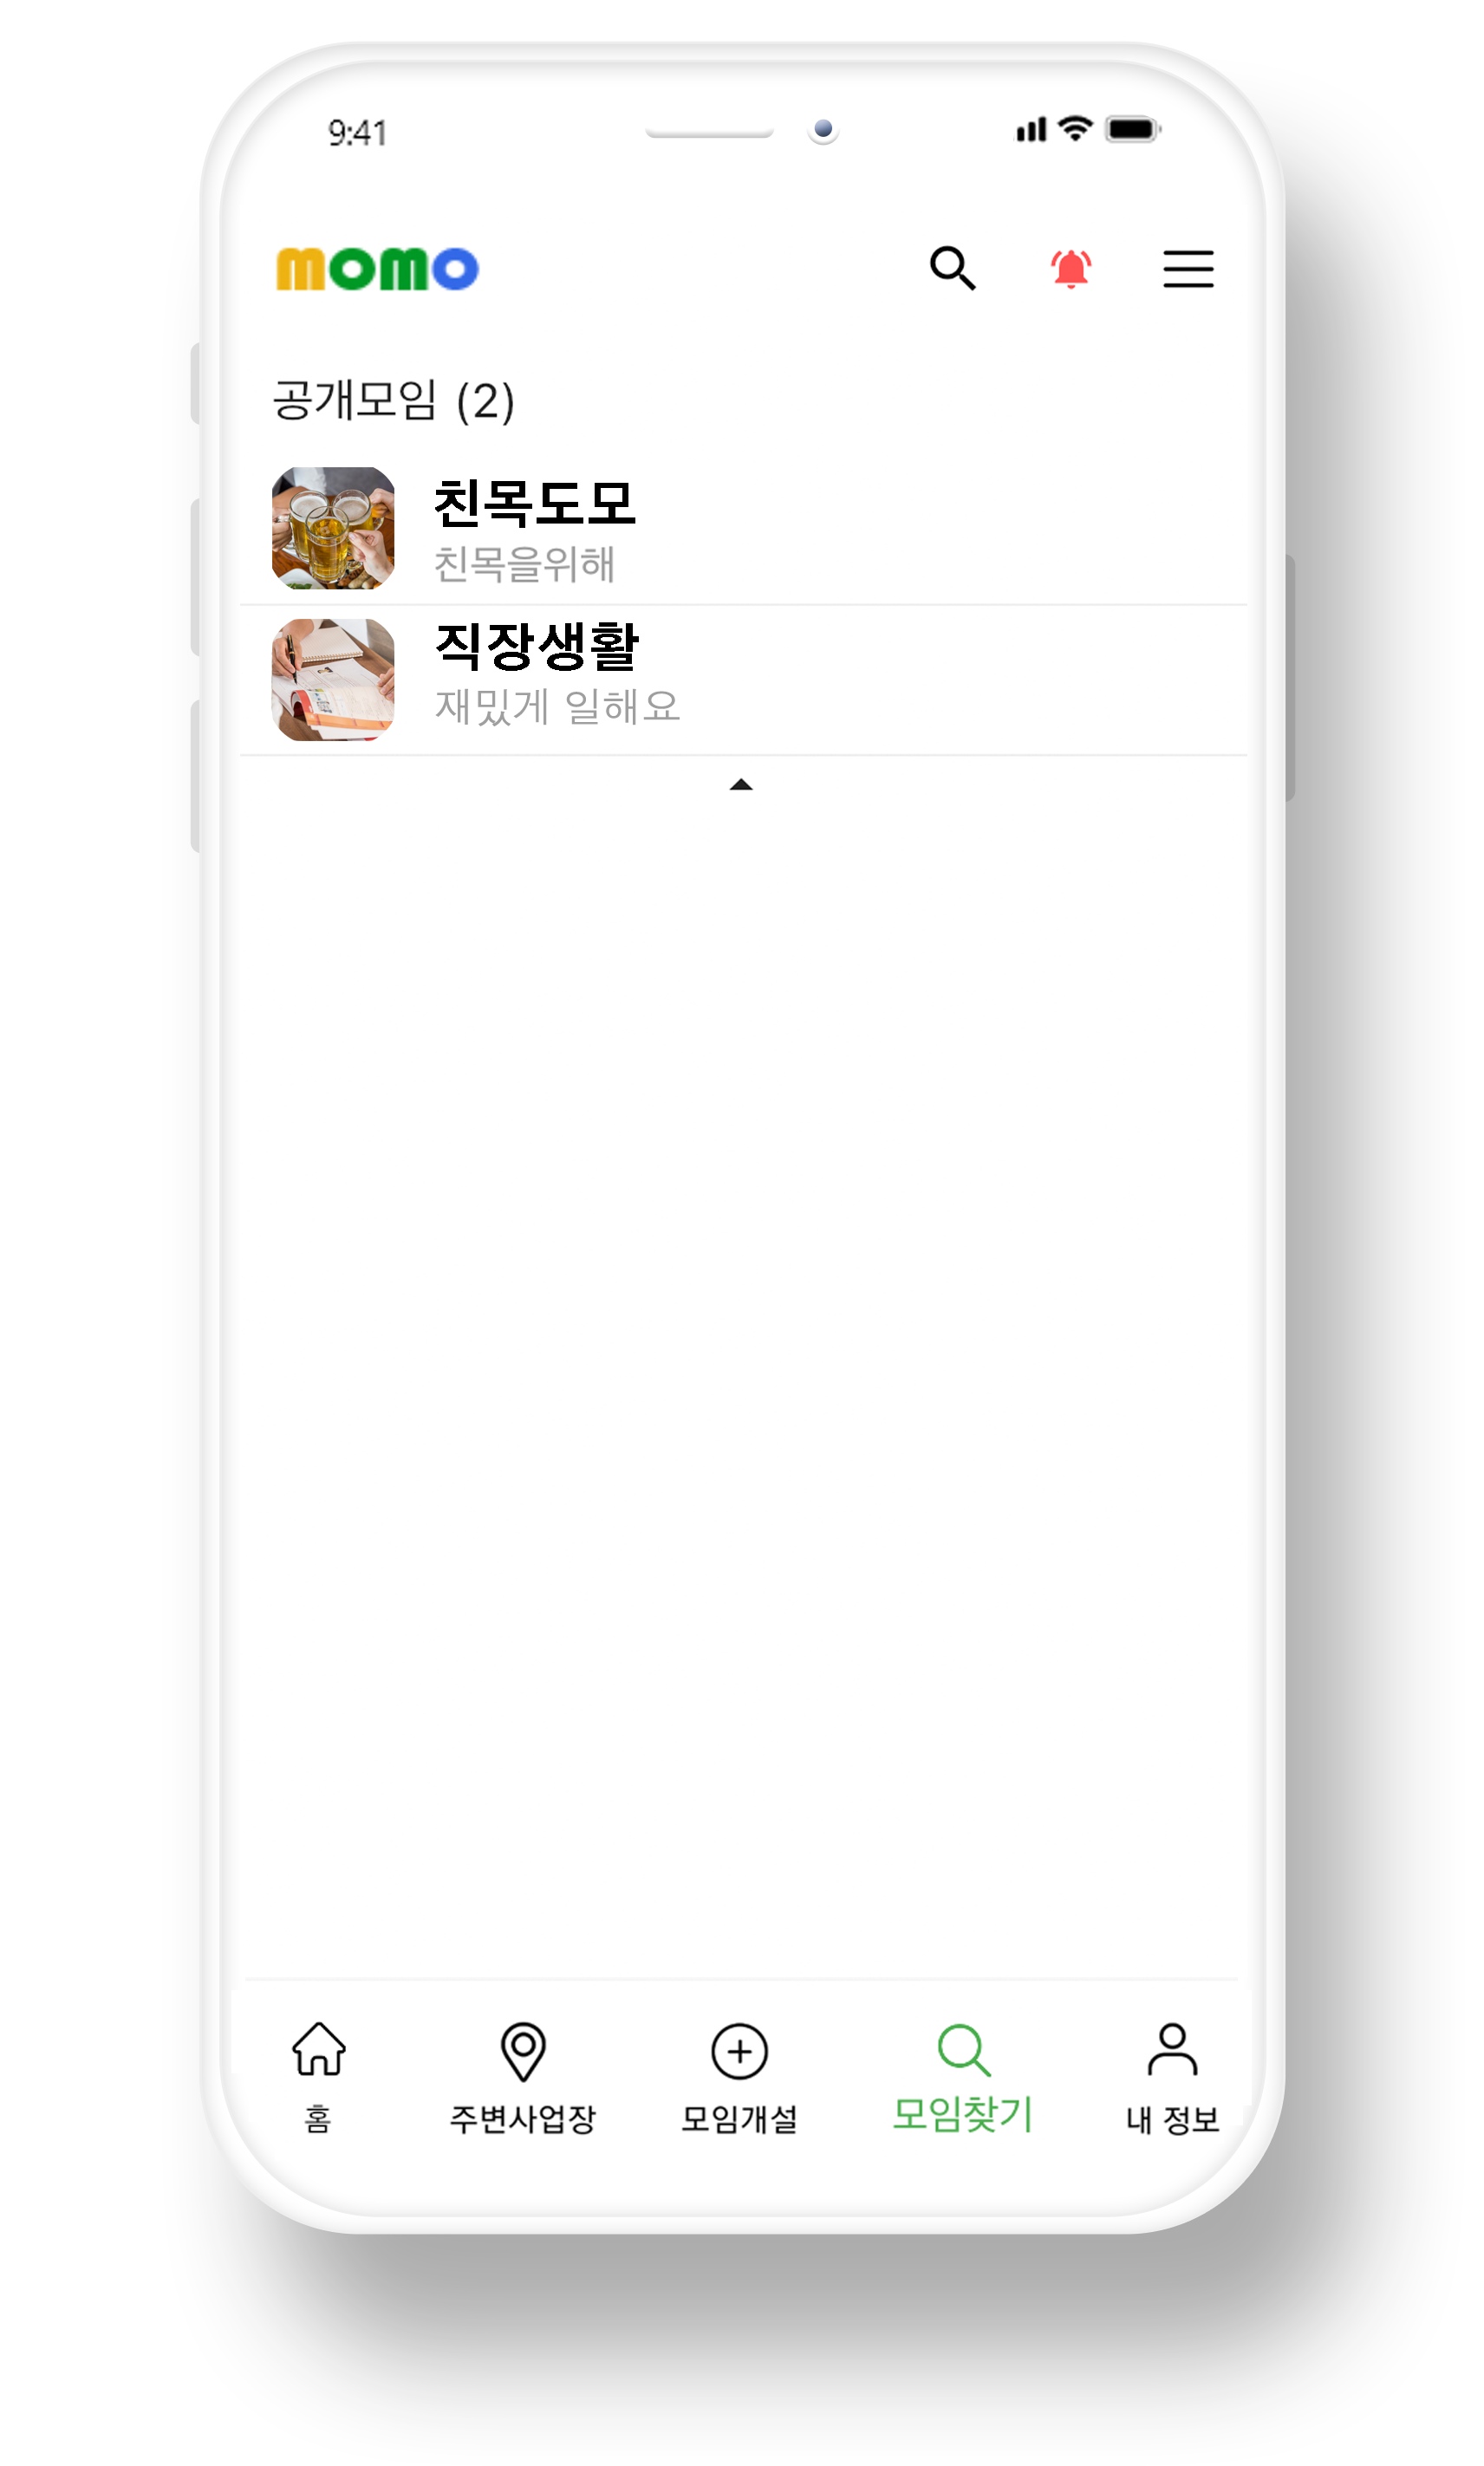 9:41
momo
공개모임 (2)
친목도모
친목을위해
직장생활
재밌게 일해요
홈
주변사업장
모임개설
모임찾기
내 정보